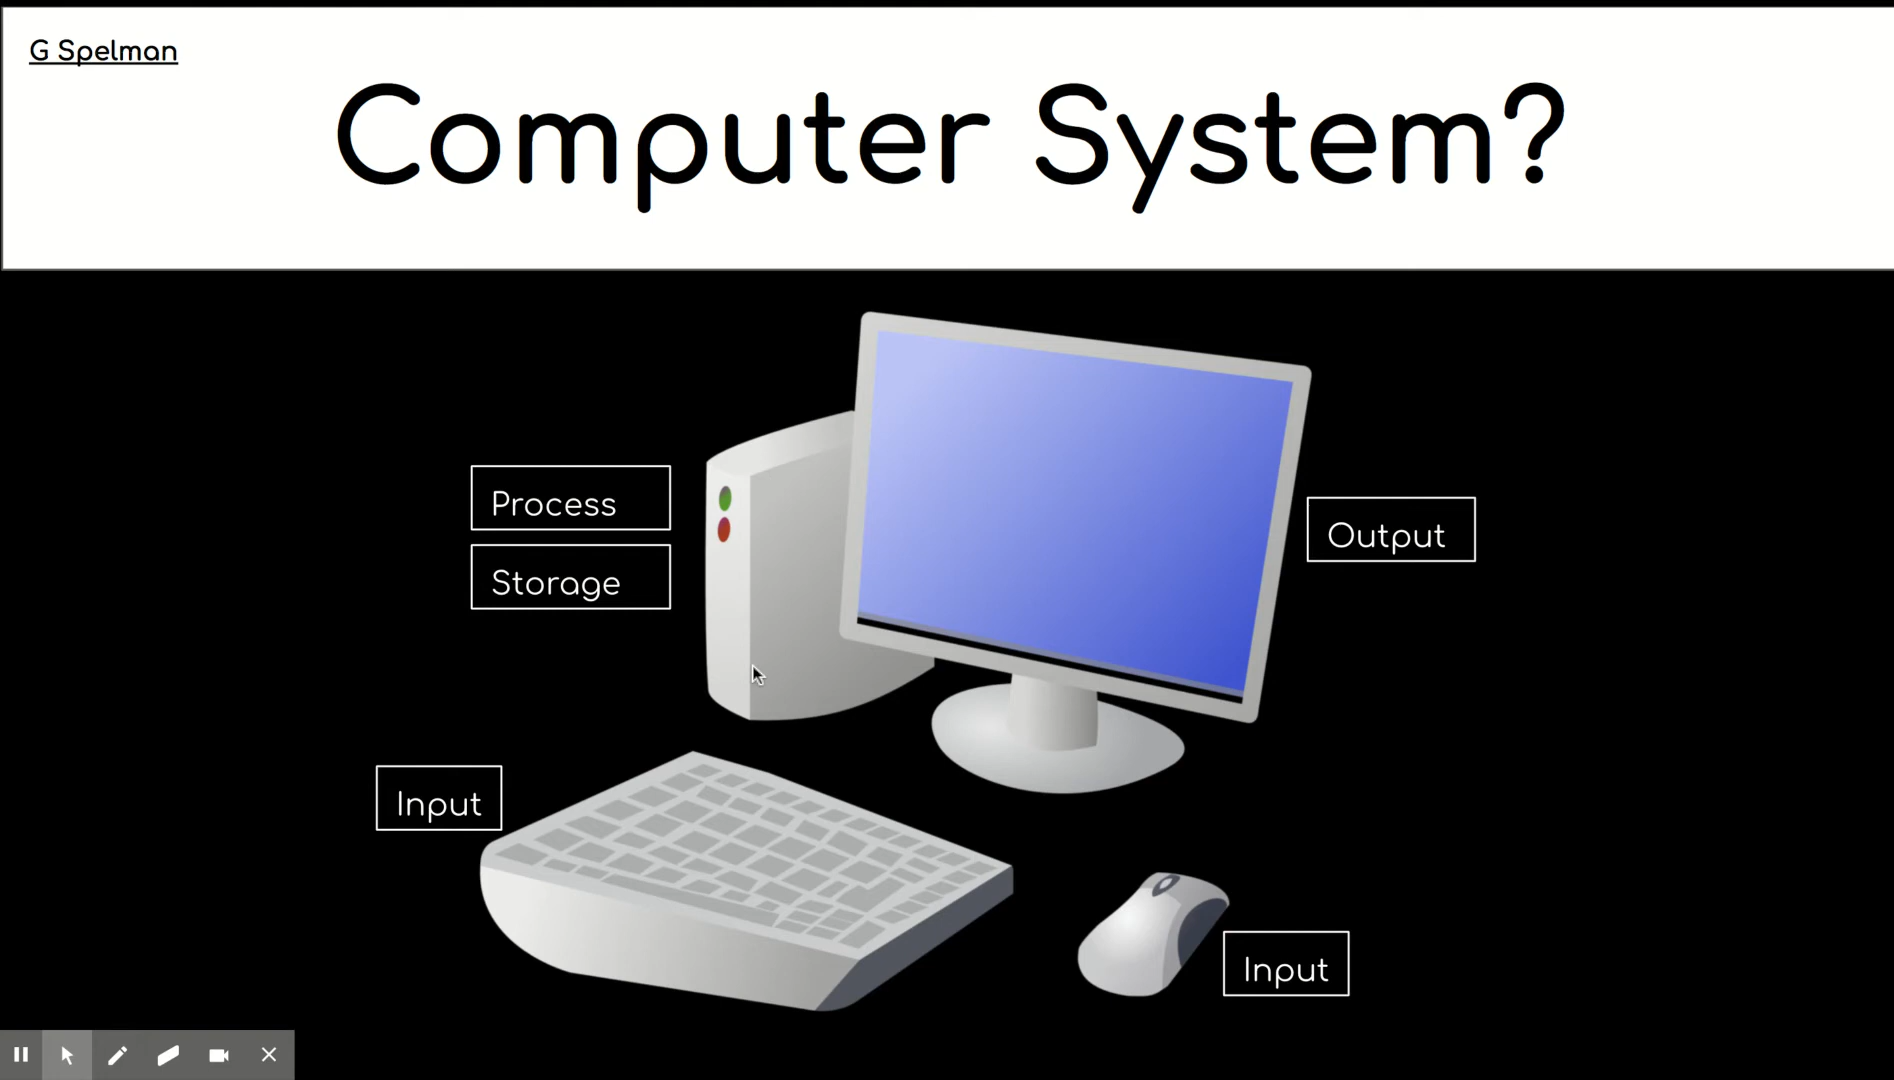 G Spelman
Computer System?
Process
Storage
Output
Input
Input